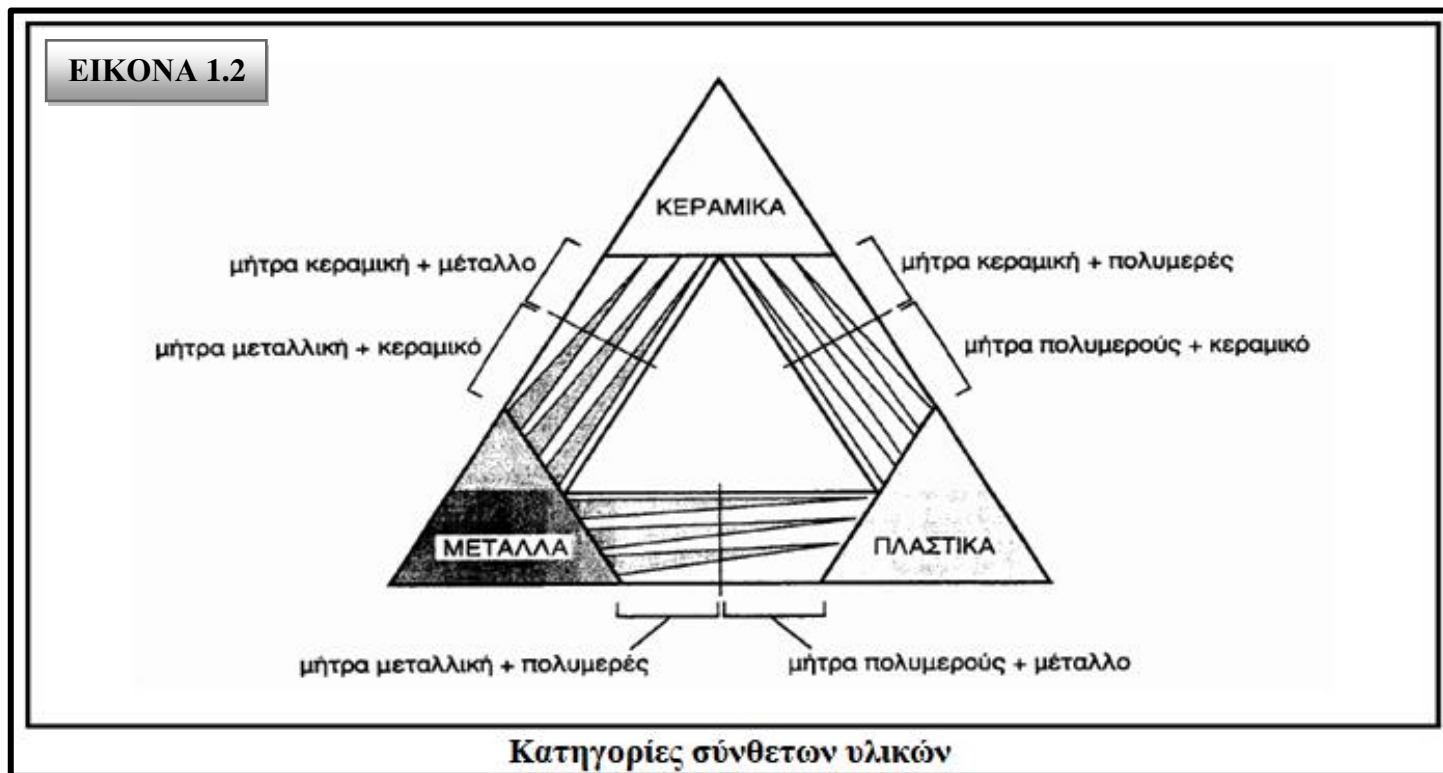 ΕΙΚΟΝΑ 1.2
ΚΕΡΑΜΙΚΑ
μήτρα κεραμική + μέταλλο
μήτρα κεραμική + πολυμερές
μήτρα μεταλλική + κεραμικό
μήτρα πολυμερούς + κεραμικό
ΜΕΤΑΛΛΑ
ΠΛΑΣΤΙΚΑ
μήτρα μεταλλική + πολυμερές
μήτρα πολυμερούς + μέταλλο
Κατηγορίες σύνθετων υλικών